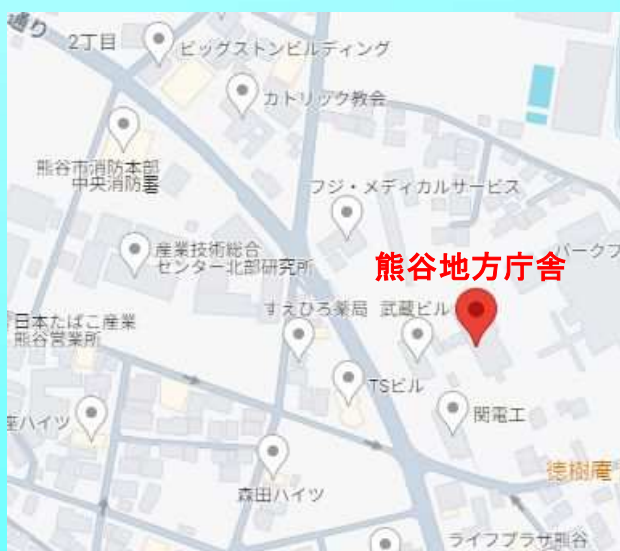 通り
2丁目
ビッグストンビルディング
カトリック教会
熊谷市消防本部
中央消防署
フジ・メディカルサービス
産業技術総合
センター北部研究所
熊谷地方庁舎
パークフ
すえひろ薬局
武蔵ビル
日本たばこ産業
熊谷営業所
TSビル
座ハイツ
関電工
徳樹庵
森田ハイツ
ライフプラザ熊谷